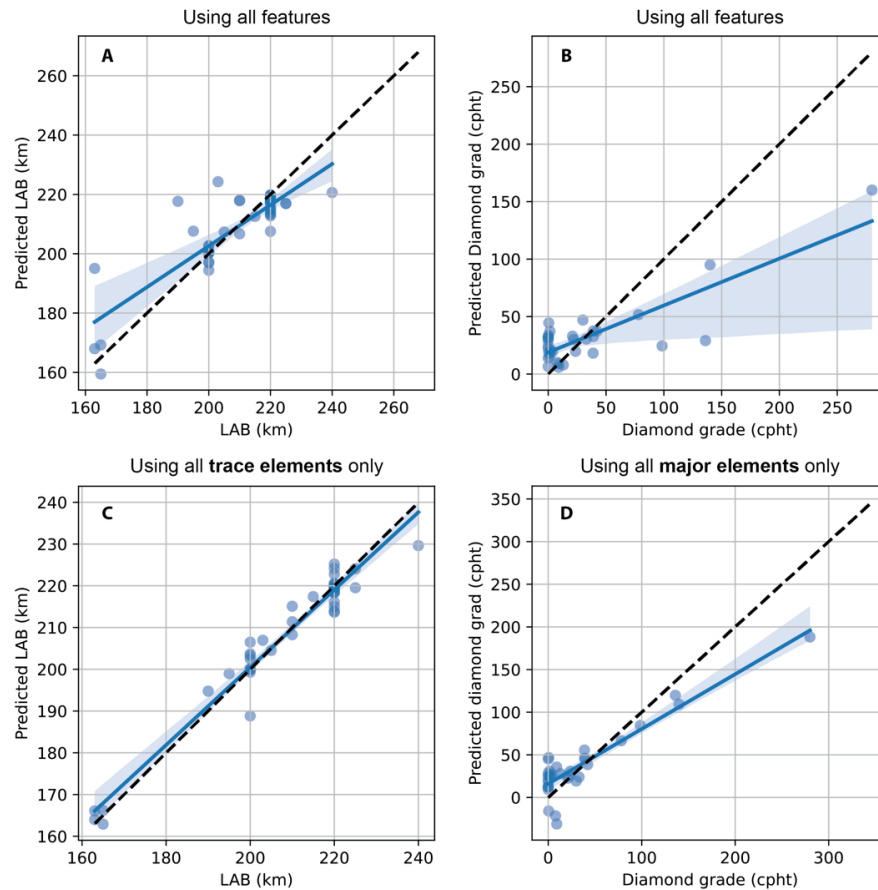 Using all features
A
260
240
220
200
180
160
Predicted LAB (km)
160 180 200 220 240 260
LAB (km)
Using all features
B
250
200
150
100
50
0
Predicted Diamond grad (cpht)
0 50 100 150 200 250
Diamond grade (cpht)
Using all trace elements only
C
240
230
220
210
200
190
180
170
160
Predicted LAB (km)
160 180 200 220 240
LAB (km)
Using all major elements only
D
350
300
250
200
150
100
50
0
Predicted diamond grad (cpht)
0 100 200 300
Diamond grade (cpht)